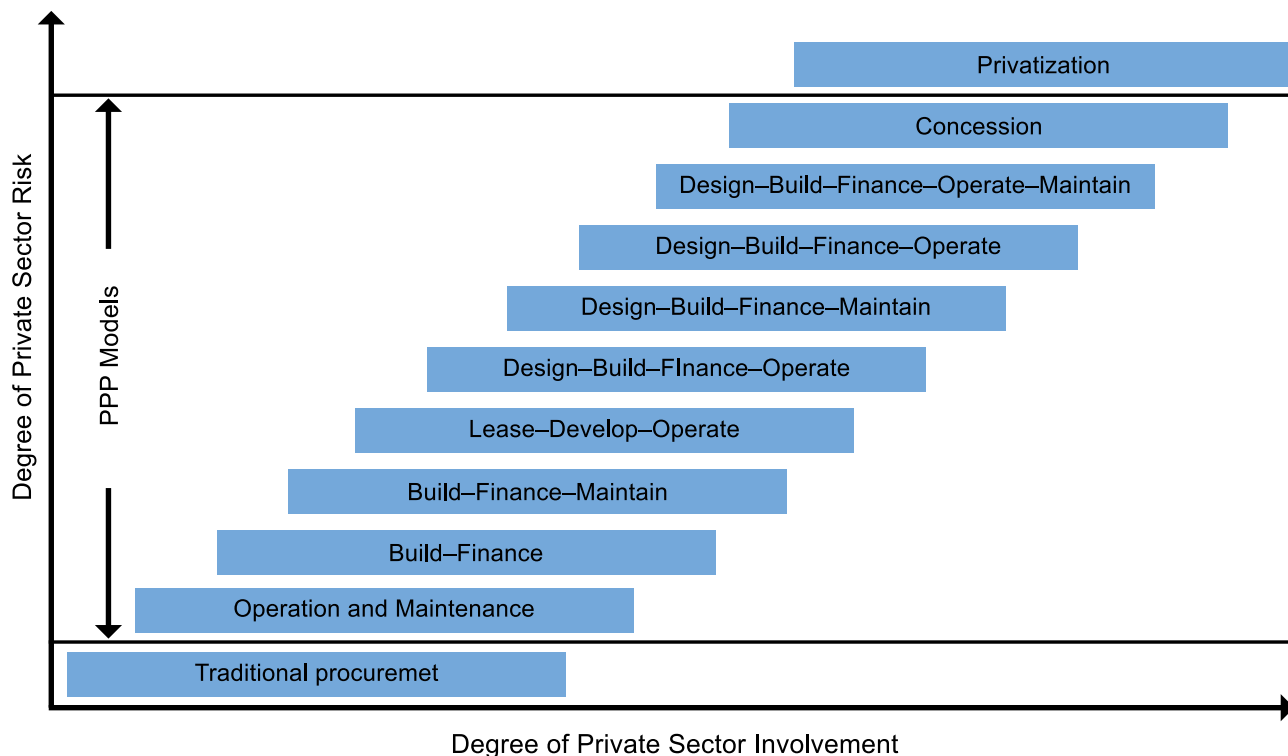 Privatization
Concession
Design–Build–Finance–Operate–Maintain
Design–Build–Finance–Operate
Design–Build–Finance–Maintain
Design–Build–FInance–Operate
Lease–Develop–Operate
Build–Finance–Maintain
Build–Finance
Operation and Maintenance
Traditional procuremet
PPP Models
Degree of Private Sector Risk
Degree of Private Sector Involvement